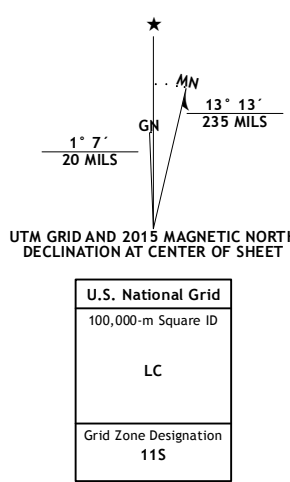 ★
MN
GN
13° 13´
235 MILS
1° 7´
20 MILS
UTM GRID AND 2015 MAGNETIC NORTH
DECLINATION AT CENTER OF SHEET
U.S. National Grid
100,000-m Square ID
LC
Grid Zone Designation
11S